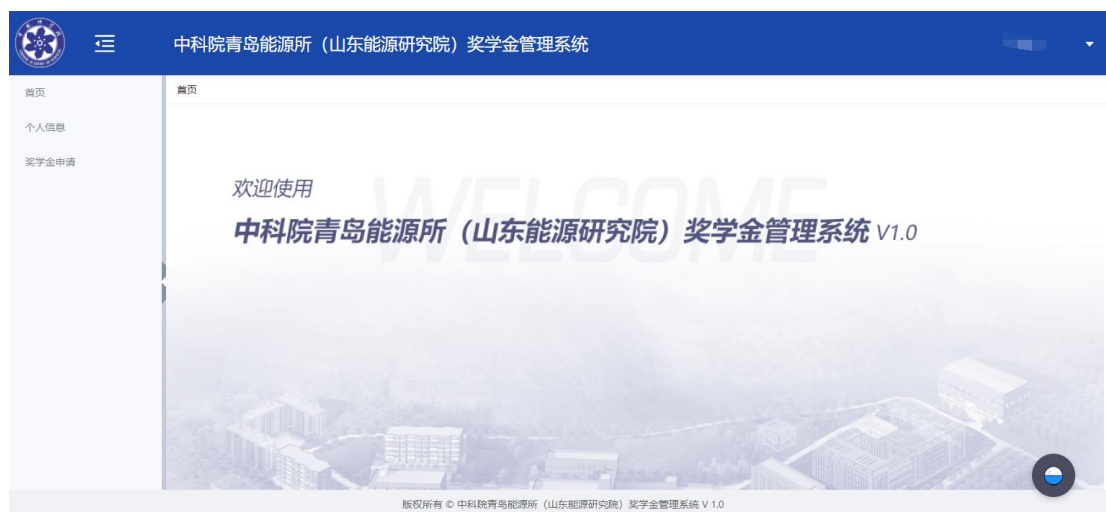 中科院青岛能源所（山东能源研究院）奖学金管理系统
首页
个人信息
奖学金申请
首页
WELCOME
欢迎使用
中科院青岛能源所（山东能源研究院）奖学金管理系统 V1.0
版权所有 © 中科院青岛能源所（山东能源研究院）奖学金管理系统 V 1.0